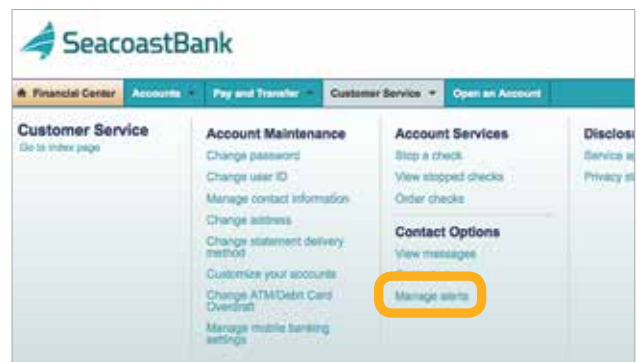 SeacoastBank
Financial Center Accounts Pay and Transfer Customer Service Open an Account
Customer Service
Go to index page
Account Maintenance
Change password
Change user ID
Manage contact information
Change address
Change statement delivery
method
Customize your accounts
Change ATM/Debit Card
Overdraft
Manage mobile banking
settings
Account Services
Stop a check
View stopped checks
Order checks
Contact Options
View messages
Manage alerts
Disclos
Service a
Privacy st